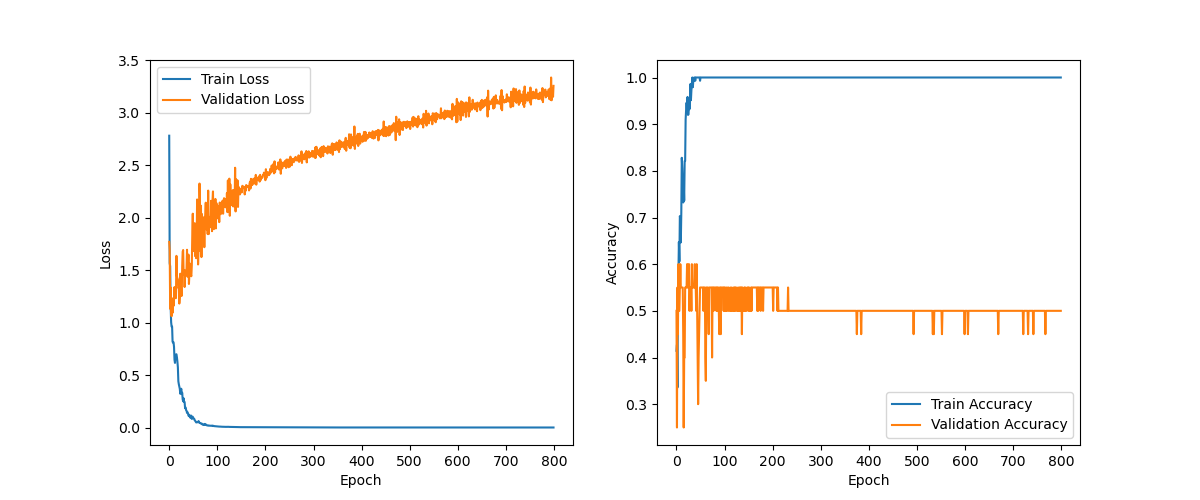 Train Loss
Validation Loss
3.5
3.0
2.5
2.0
1.5
1.0
0.5
0.0
Loss
0 100 200 300 400 500 600 700 800
Epoch
1.0
0.9
0.8
0.7
0.6
0.5
0.4
0.3
Accuracy
Train Accuracy
Validation Accuracy
0 100 200 300 400 500 600 700 800
Epoch